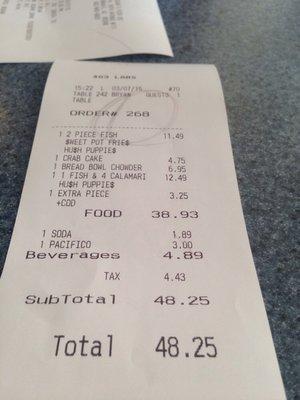 #63 LABS
15:22 L 03/07/15 #70
TABLE 242 BRYAN GUESTS 1
TABLE
ORDER# 268
1 2 PIECE FISH 11.49
$WEET POT FRIE$
HU$H PUPPIE$
1 CRAB CAKE 4.75
1 BREAD BOWL CHOWDER 6.95
1 1 FISH & 4 CALAMARI 12.49
HU$H PUPPIE$
1 EXTRA PIECE 3.25
+COD
FOOD 38.93
1 SODA 1.89
1 PACIFICO 3.00
Beverages 4.89
TAX 4.43
SubTotal 48.25
Total 48.25